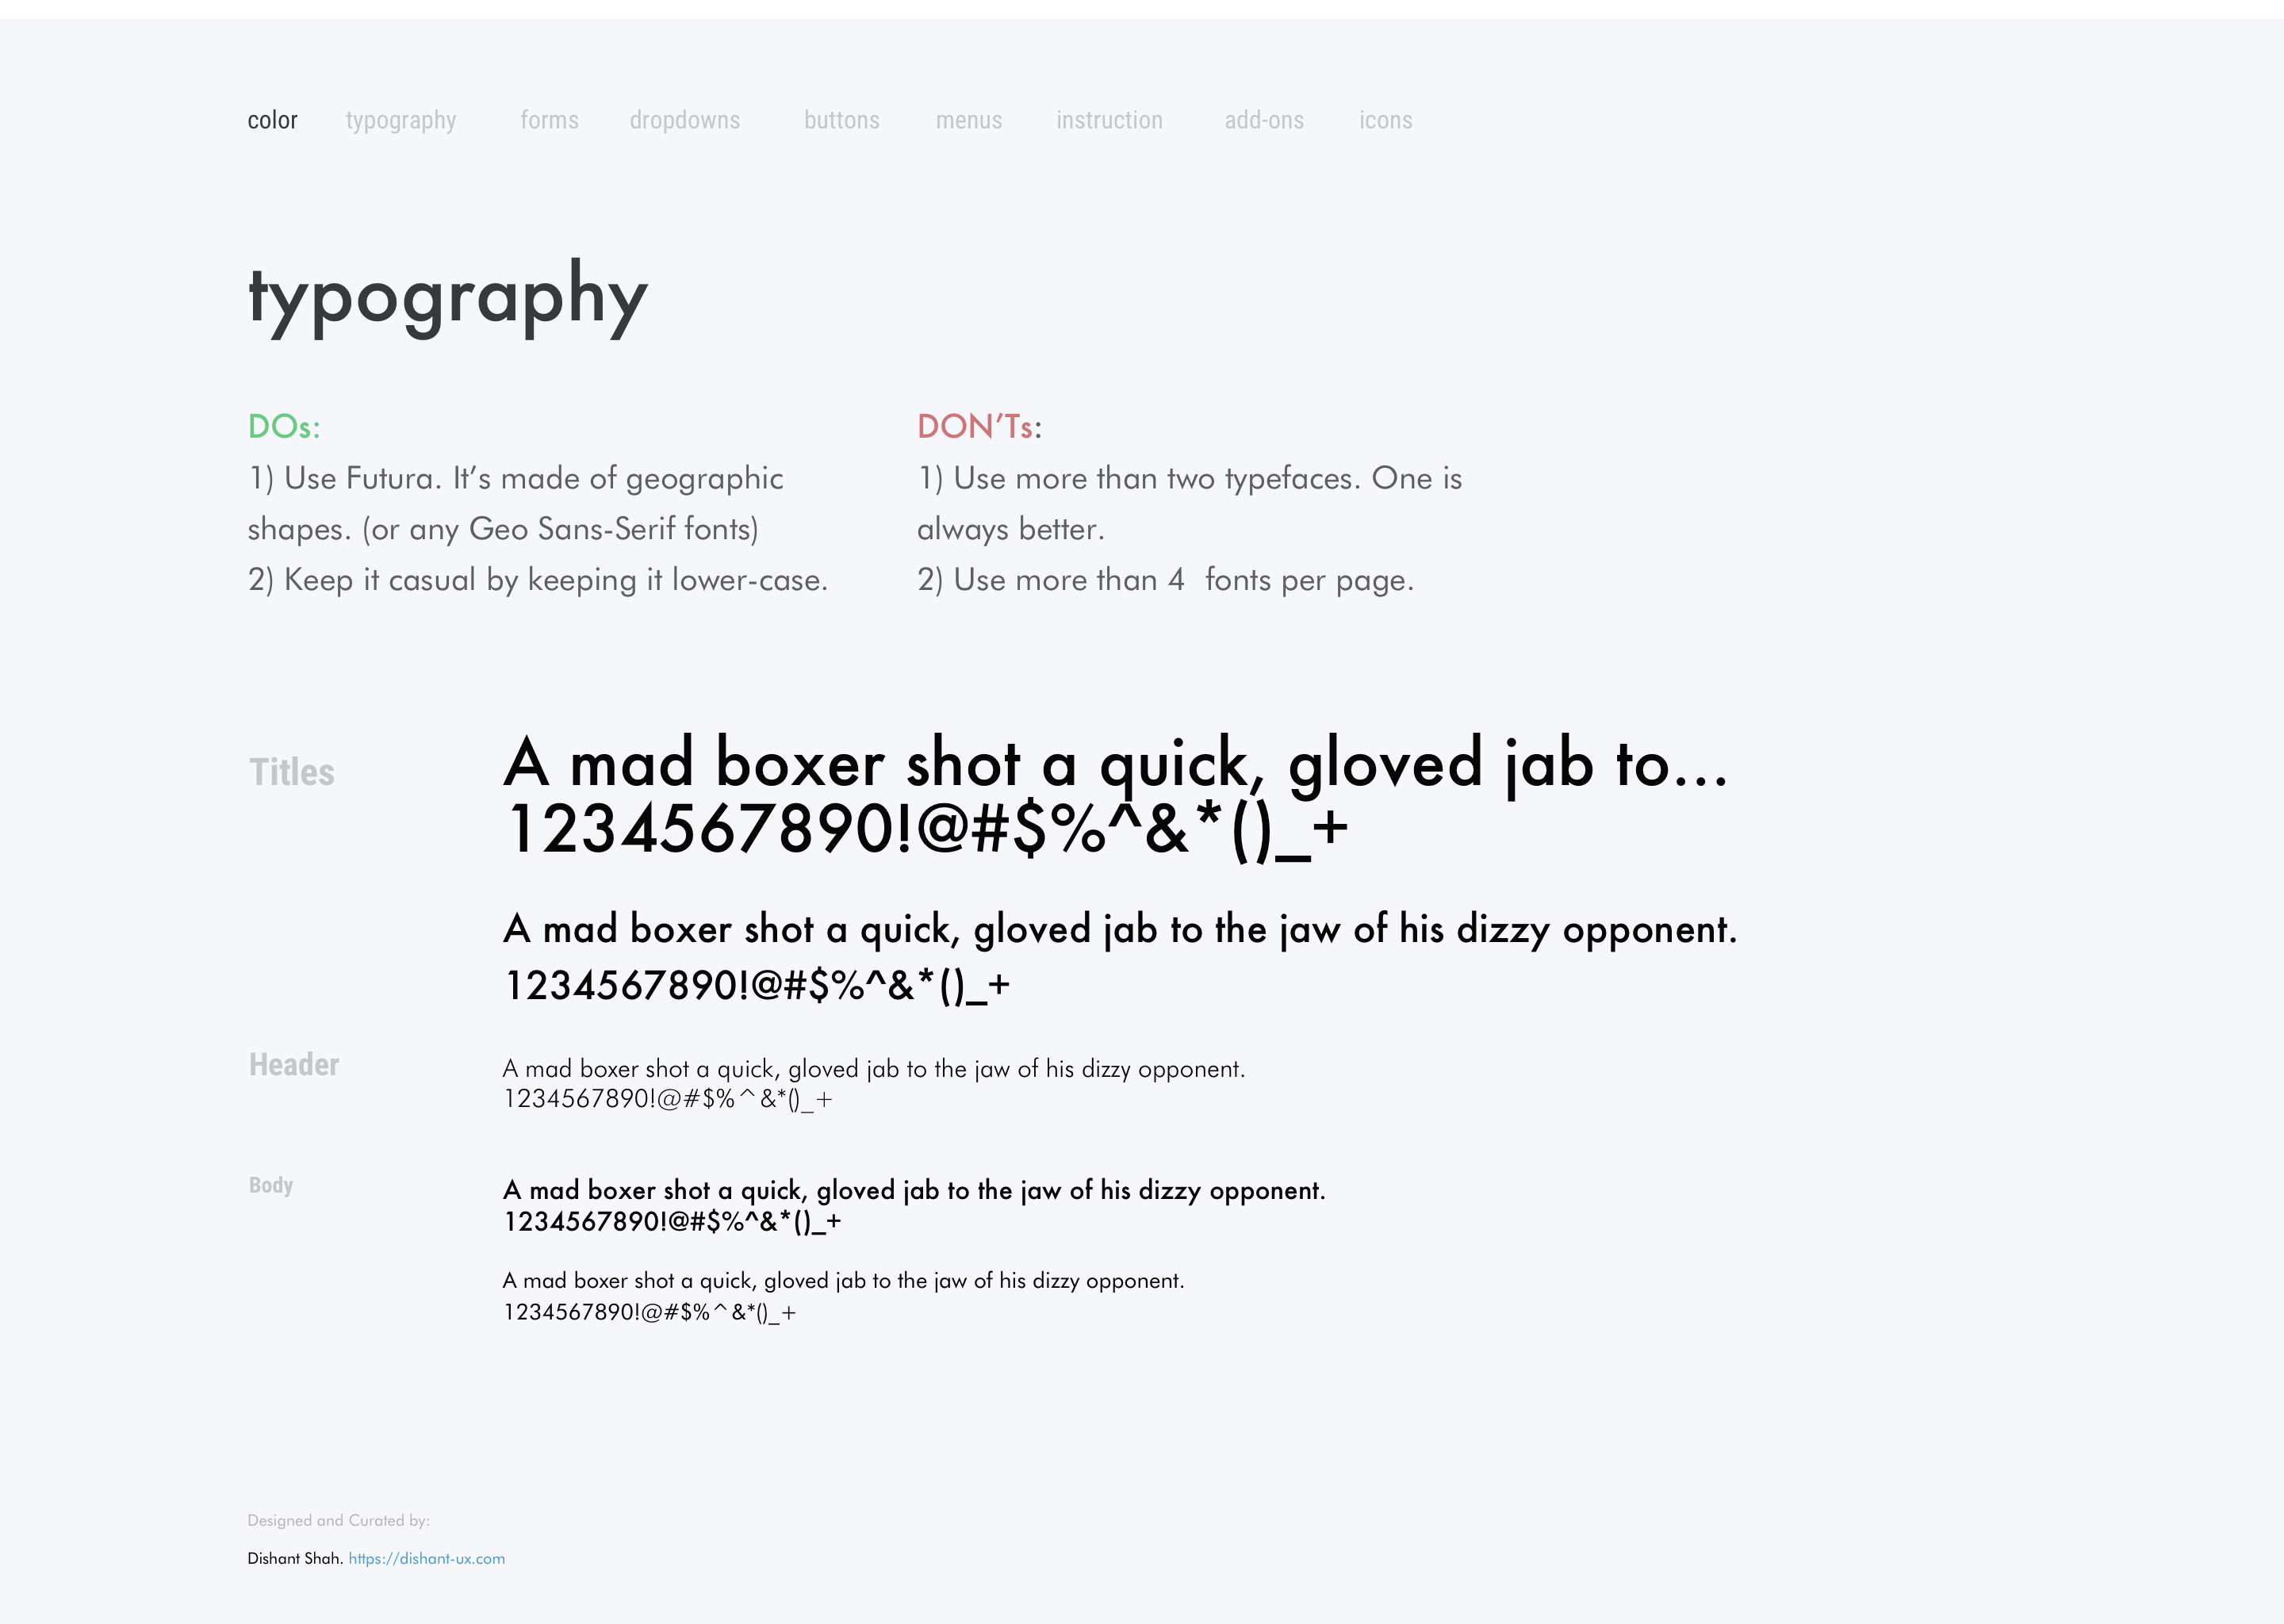 color typography forms dropdowns buttons menus instruction add-ons icons
typography
DOs:
1) Use Futura. It’s made of geographic
shapes. (or any Geo Sans-Serif fonts)
2) Keep it casual by keeping it lower-case.
DON’Ts:
1) Use more than two typefaces. One is
always better.
2) Use more than 4  fonts per page.
Titles
A mad boxer shot a quick, gloved jab to...
1234567890!@#$%^&*()_+
A mad boxer shot a quick, gloved jab to the jaw of his dizzy opponent.
1234567890!@#$%^&*()_+
Header
A mad boxer shot a quick, gloved jab to the jaw of his dizzy opponent.
1234567890!@#$%^&*()_+
Body
A mad boxer shot a quick, gloved jab to the jaw of his dizzy opponent.
1234567890!@#$%^&*()_+
A mad boxer shot a quick, gloved jab to the jaw of his dizzy opponent.
1234567890!@#$%^&*()_+
Designed and Curated by:
Dishant Shah. https://dishant-ux.com